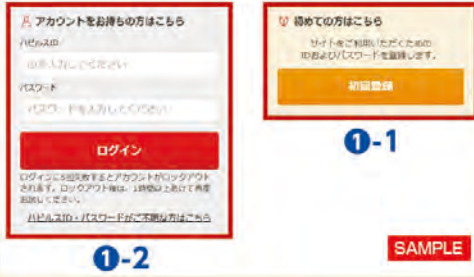 アカウントをお持ちの方はこちら
ハピルスID
IDを入力してください
パスワード
パスワードを入力してください
ログイン
ログインに5回失敗するとアカウントがロックアウト
されます。ロックアウト後は、1時間以上あけて再度
お試しください。
ハピルスID・パスワードがご不明な方はこちら
❶-2
初めての方はこちら
サイトをご利用いただくための
IDおよびパスワードを登録します。
初回登録
❶-1
SAMPLE